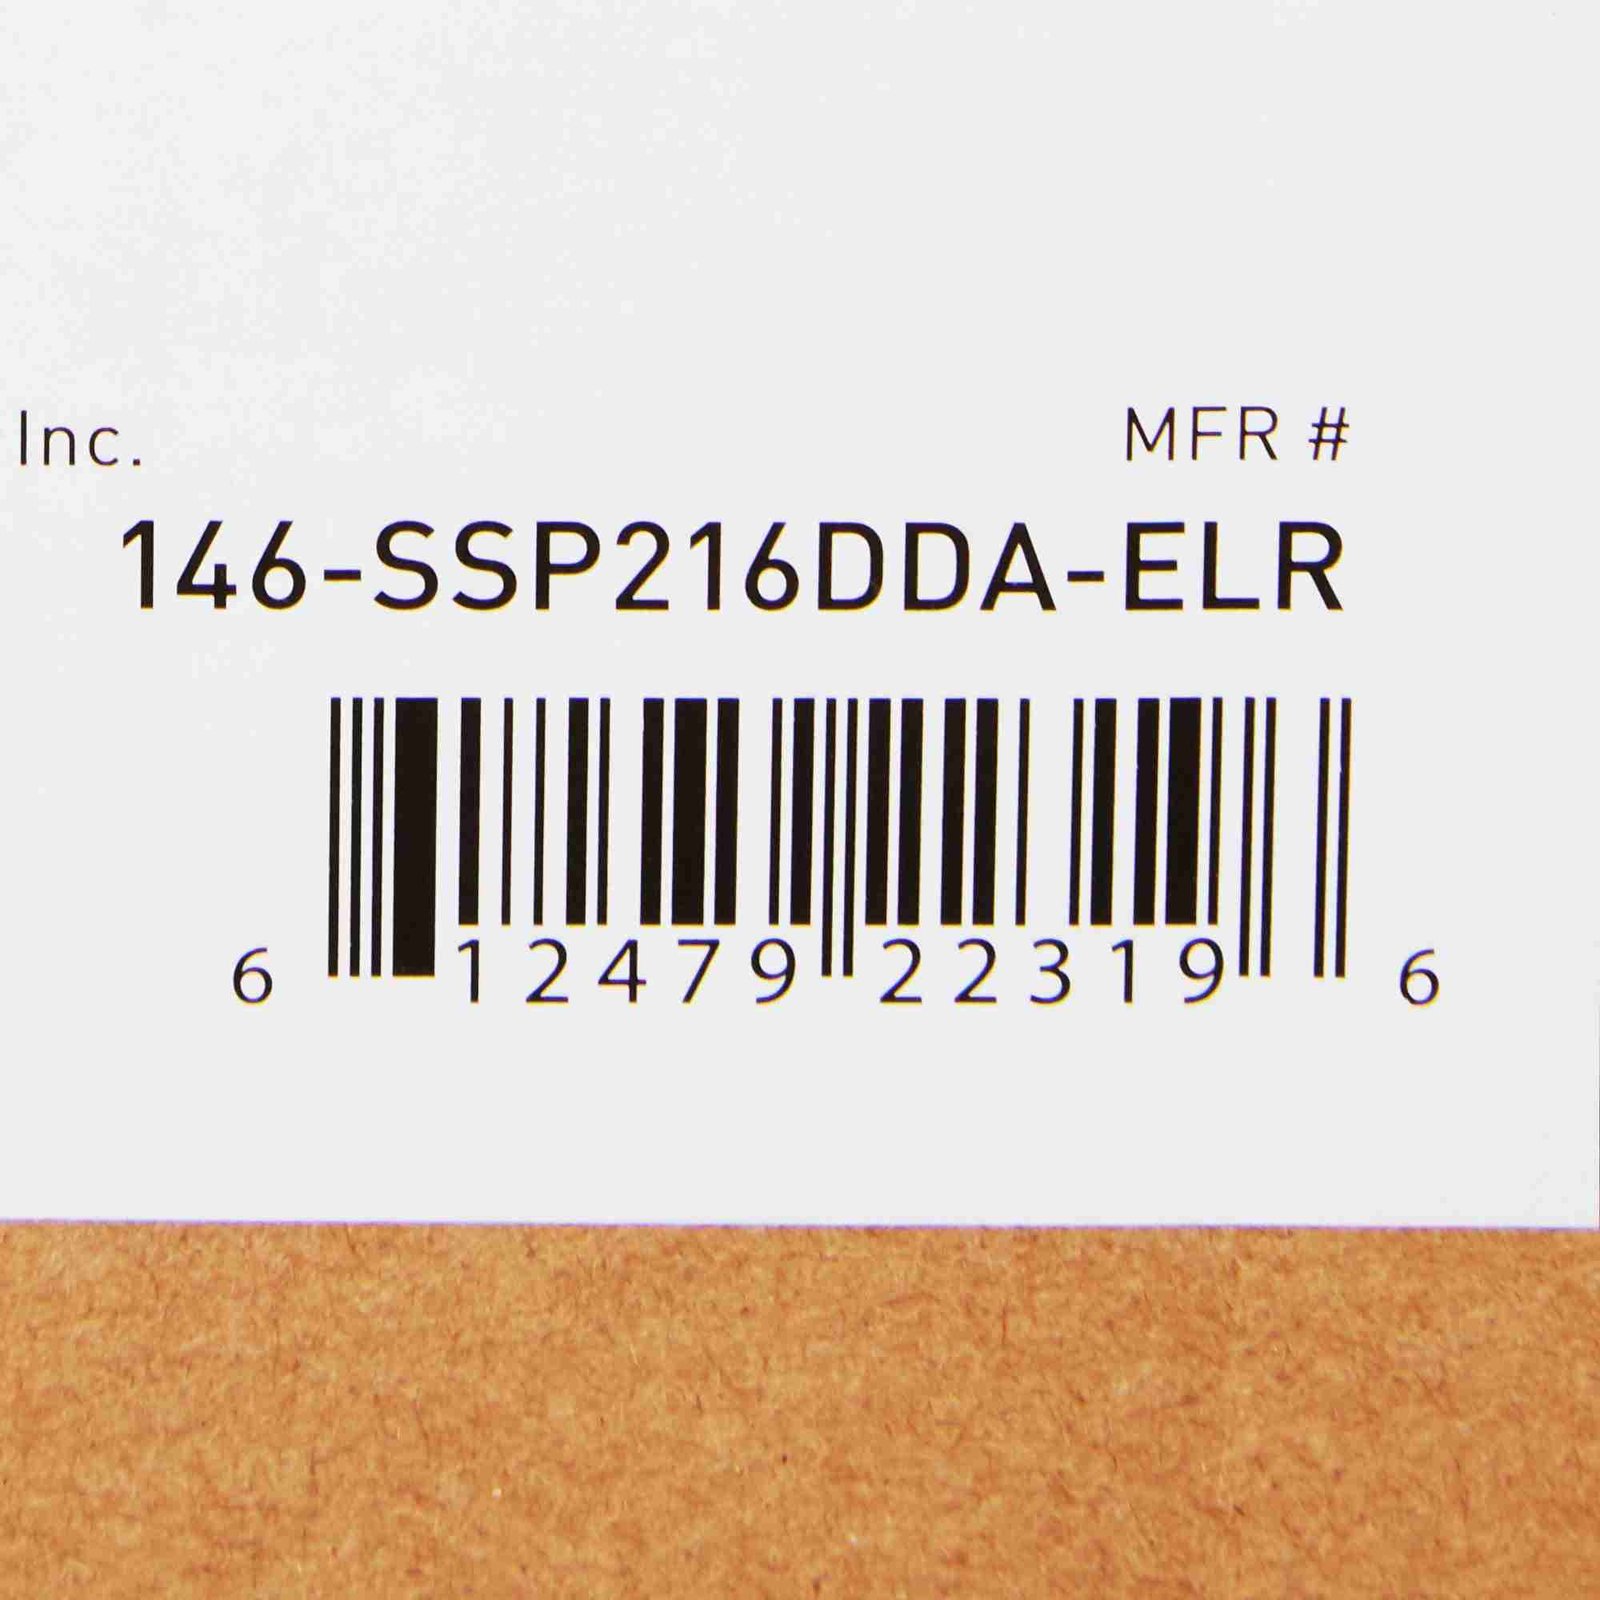 Inc. MFR #
146-SSP216DDA-ELR
6 12479 22319 6